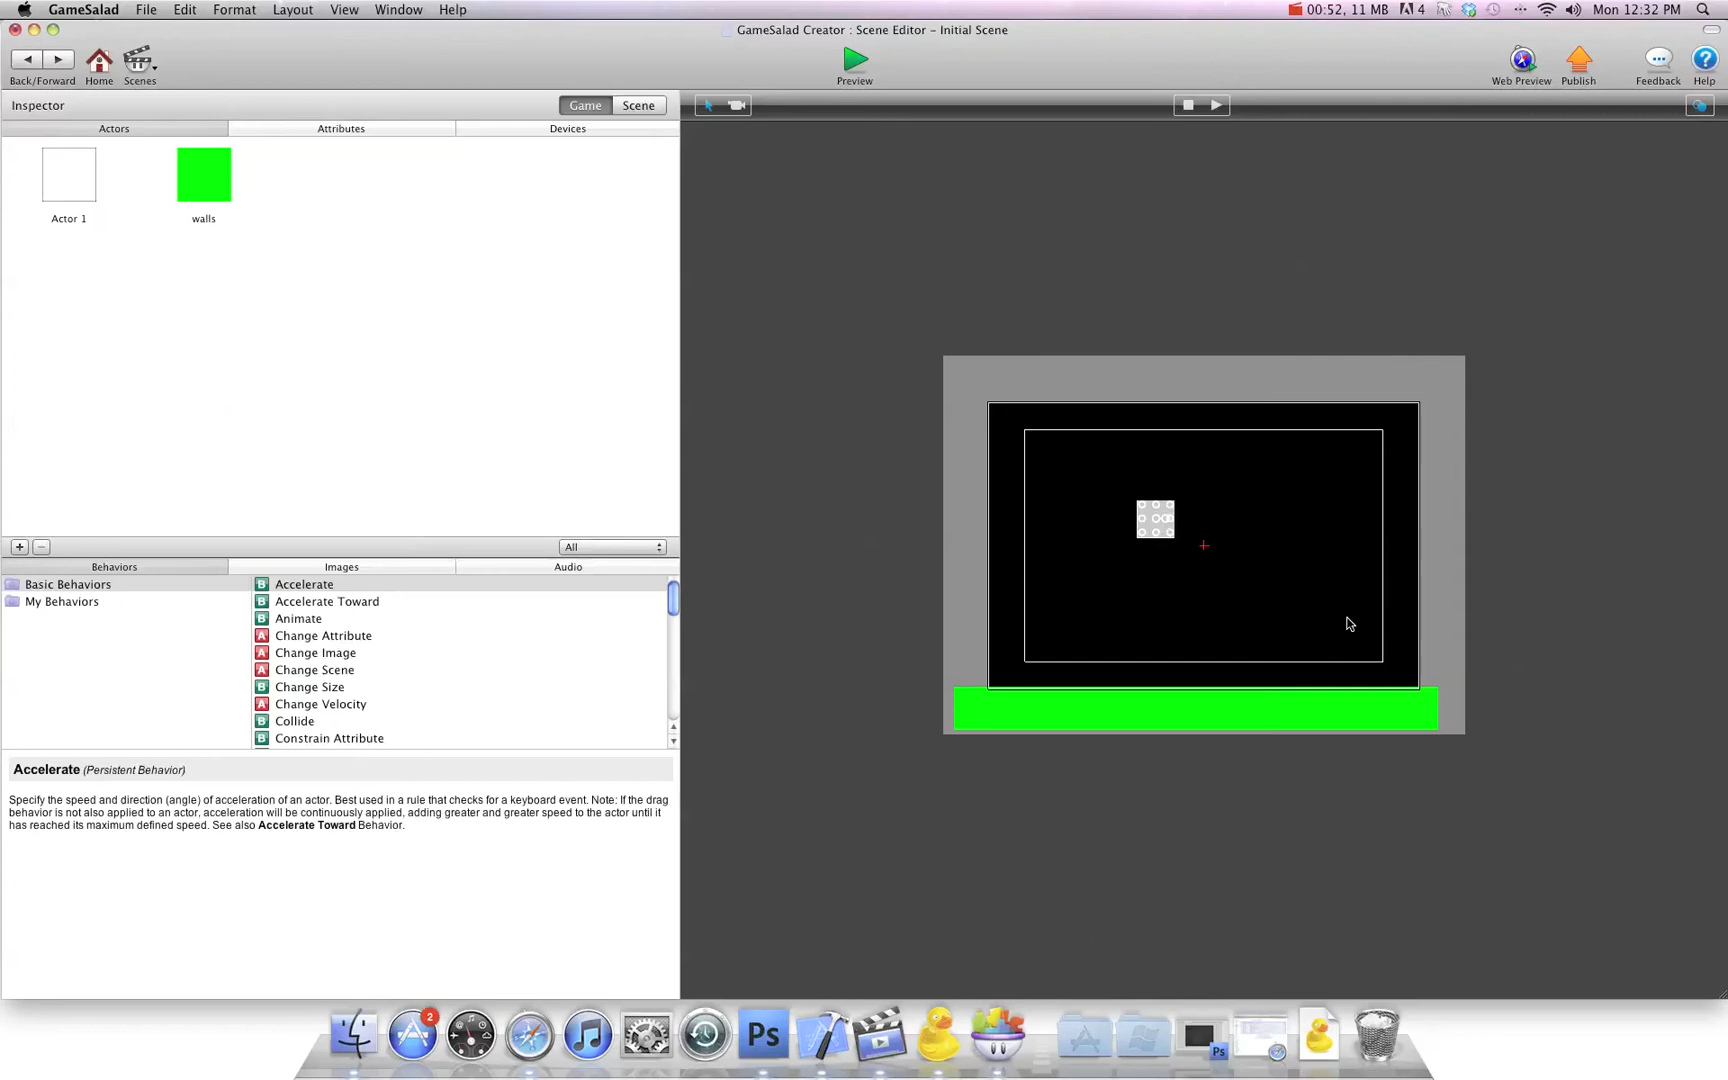 GameSalad File Edit Format Layout View Window Help 00:52, 11 MB 4 Mon 12:32 PM
GameSalad Creator : Scene Editor – Initial Scene
Back/Forward Home Scenes Preview Web Preview Publish Feedback Help
Inspector Game Scene
Actors Attributes Devices
Actor 1 walls
All
Behaviors Images Audio
Basic Behaviors
My Behaviors
B Accelerate
B Accelerate Toward
B Animate
A Change Attribute
A Change Image
A Change Scene
B Change Size
A Change Velocity
B Collide
B Constrain Attribute
Accelerate (Persistent Behavior)
Specify the speed and direction (angle) of acceleration of an actor. Best used in a rule that checks for a keyboard event. Note: If the drag
behavior is not also applied to an actor, acceleration will be continuously applied, adding greater and greater speed to the actor until it
has reached its maximum defined speed. See also Accelerate Toward Behavior.
2
Ps
Ps